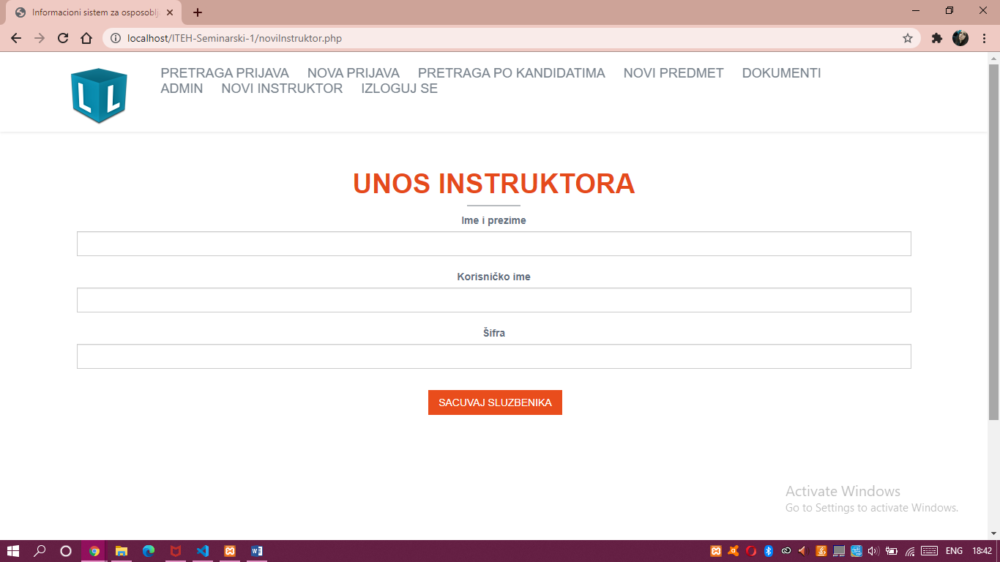 Informacioni sistem za osposoblj
localhost/ITEH-Seminarski-1/noviInstruktor.php
LL
PRETRAGA PRIJAVA NOVA PRIJAVA PRETRAGA PO KANDIDATIMA NOVI PREDMET DOKUMENTI
ADMIN NOVI INSTRUKTOR IZLOGUJ SE
UNOS INSTRUKTORA
Ime i prezime
Korisničko ime
Šifra
SACUVAJ SLUZBENIKA
Activate Windows
Go to Settings to activate Windows.
ENG 18:42